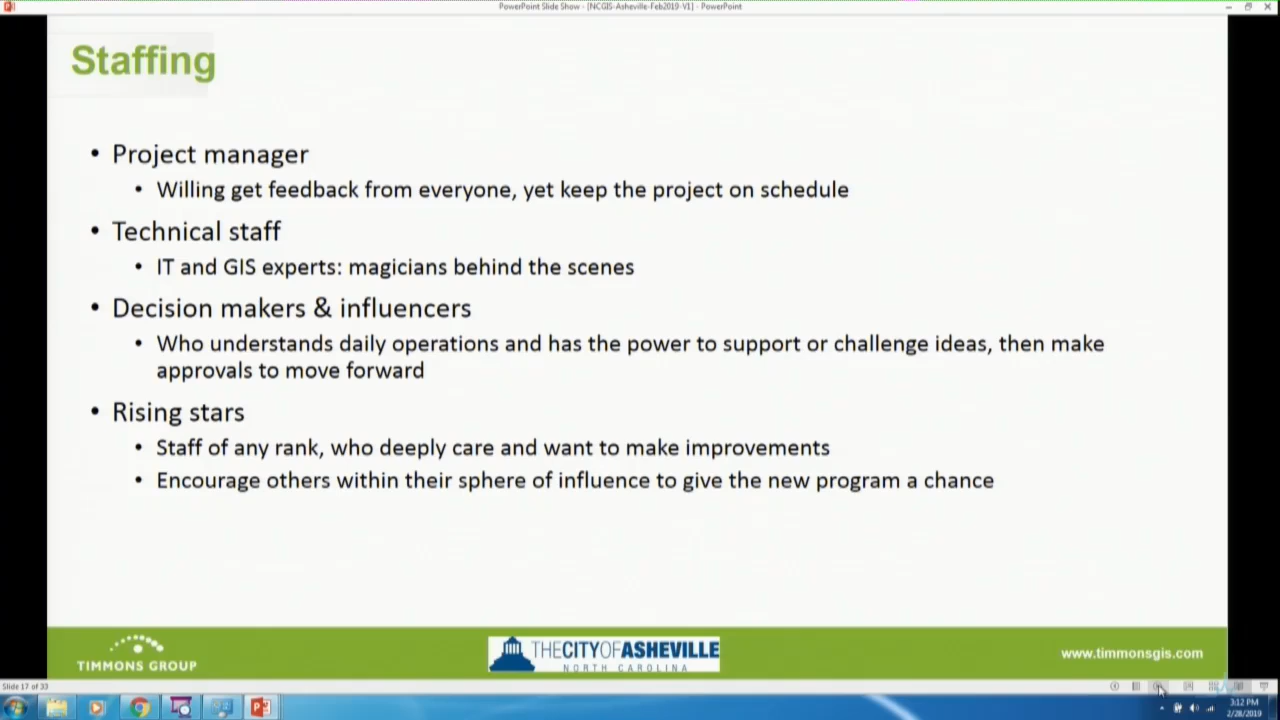 PowerPoint Slide Show - [NCGIS-Asheville-Feb2019-V1] - PowerPoint
Staffing
• Project manager
• Willing get feedback from everyone, yet keep the project on schedule
• Technical staff
• IT and GIS experts: magicians behind the scenes
• Decision makers & influencers
• Who understands daily operations and has the power to support or challenge ideas, then make
approvals to move forward
• Rising stars
• Staff of any rank, who deeply care and want to make improvements
• Encourage others within their sphere of influence to give the new program a chance
TIMMONS GROUP
THECITYOFASHEVILLE
NORTH CAROLINA
www.timmonsgis.com
Slide 17 of 33
3:12 PM
2/28/2019